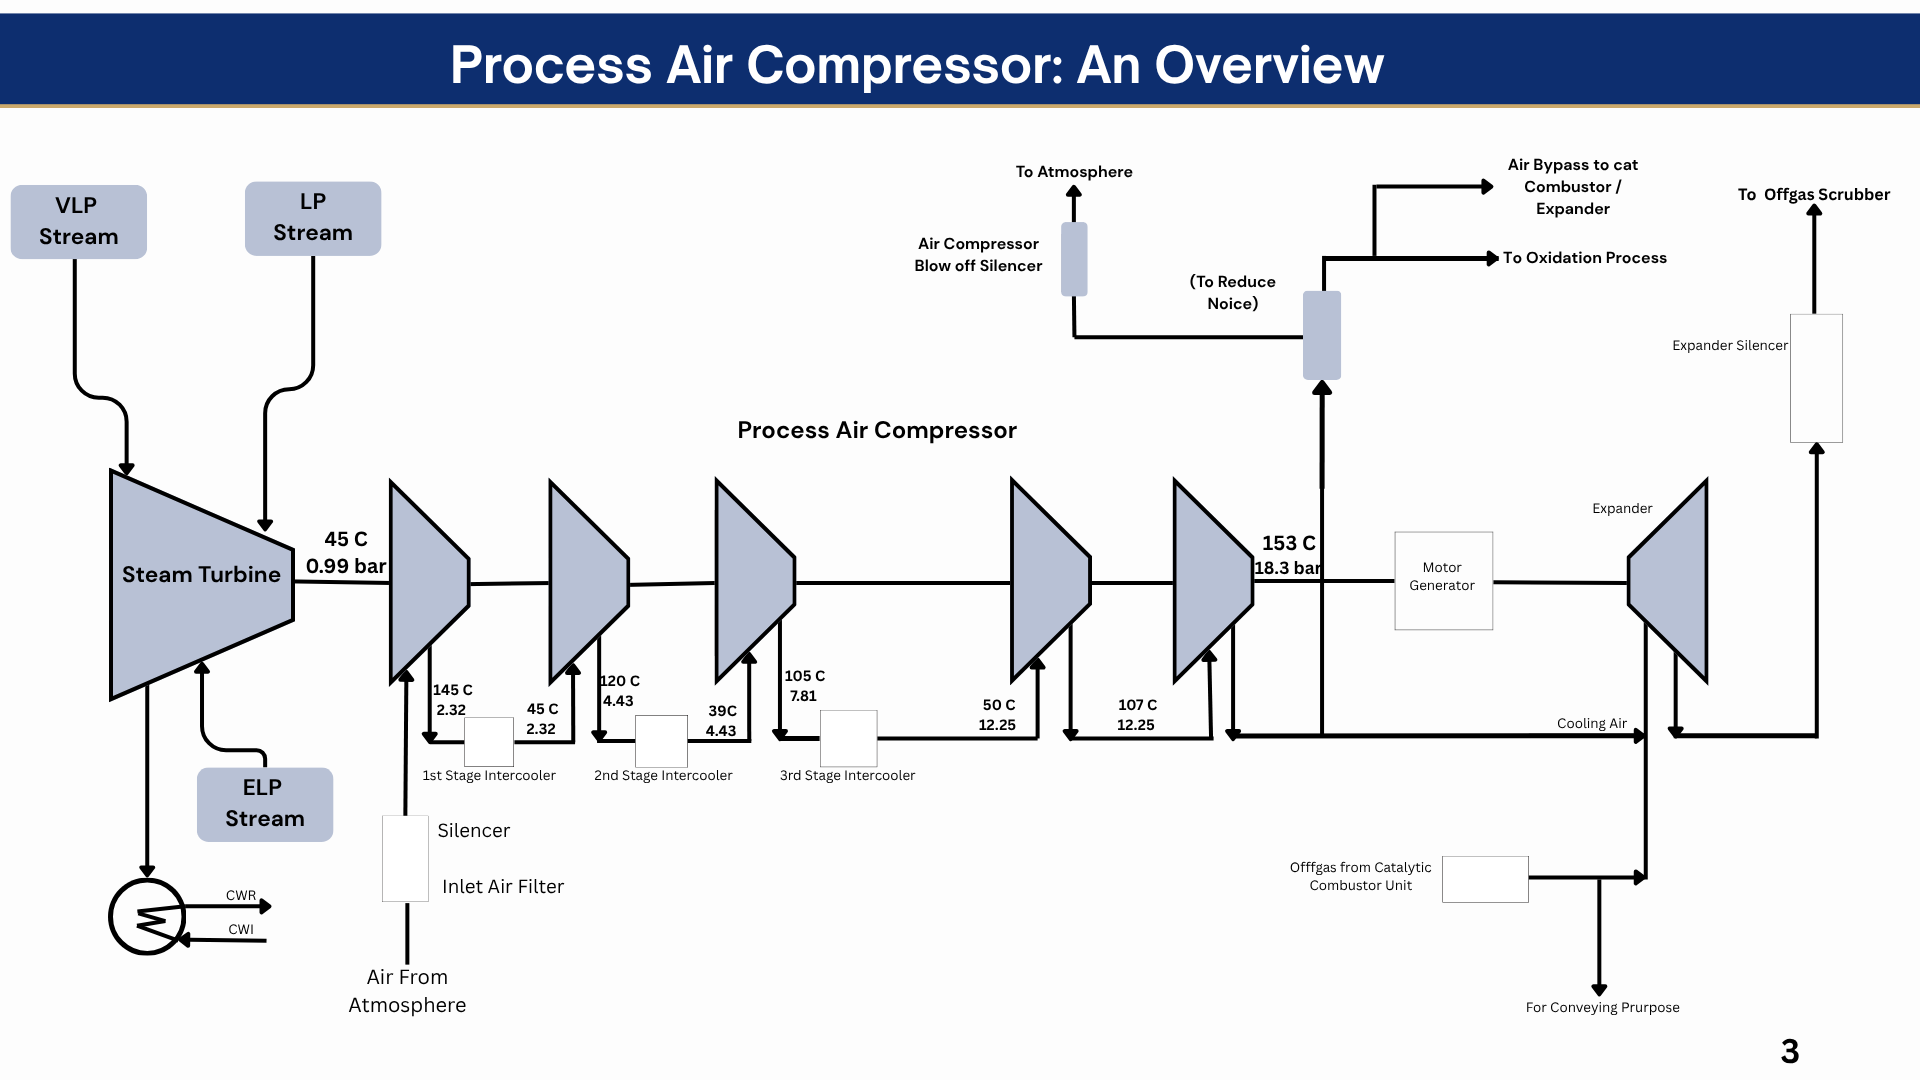 Process Air Compressor: An Overview
VLP
Stream
LP
Stream
To Atmosphere
Air Compressor
Blow off Silencer
(To Reduce
Noice)
Air Bypass to cat
Combustor /
Expander
To Oxidation Process
To Offgas Scrubber
Expander Silencer
Process Air Compressor
Steam Turbine
45 C
0.99 bar
153 C
18.3 bar
Motor
Generator
Expander
145 C
2.32
45 C
2.32
120 C
4.43
39C
4.43
105 C
7.81
50 C
12.25
107 C
12.25
Cooling Air
1st Stage Intercooler
2nd Stage Intercooler
3rd Stage Intercooler
ELP
Stream
Silencer
Inlet Air Filter
CWR
CWI
Air From
Atmosphere
Offfgas from Catalytic
Combustor Unit
For Conveying Prurpose
3